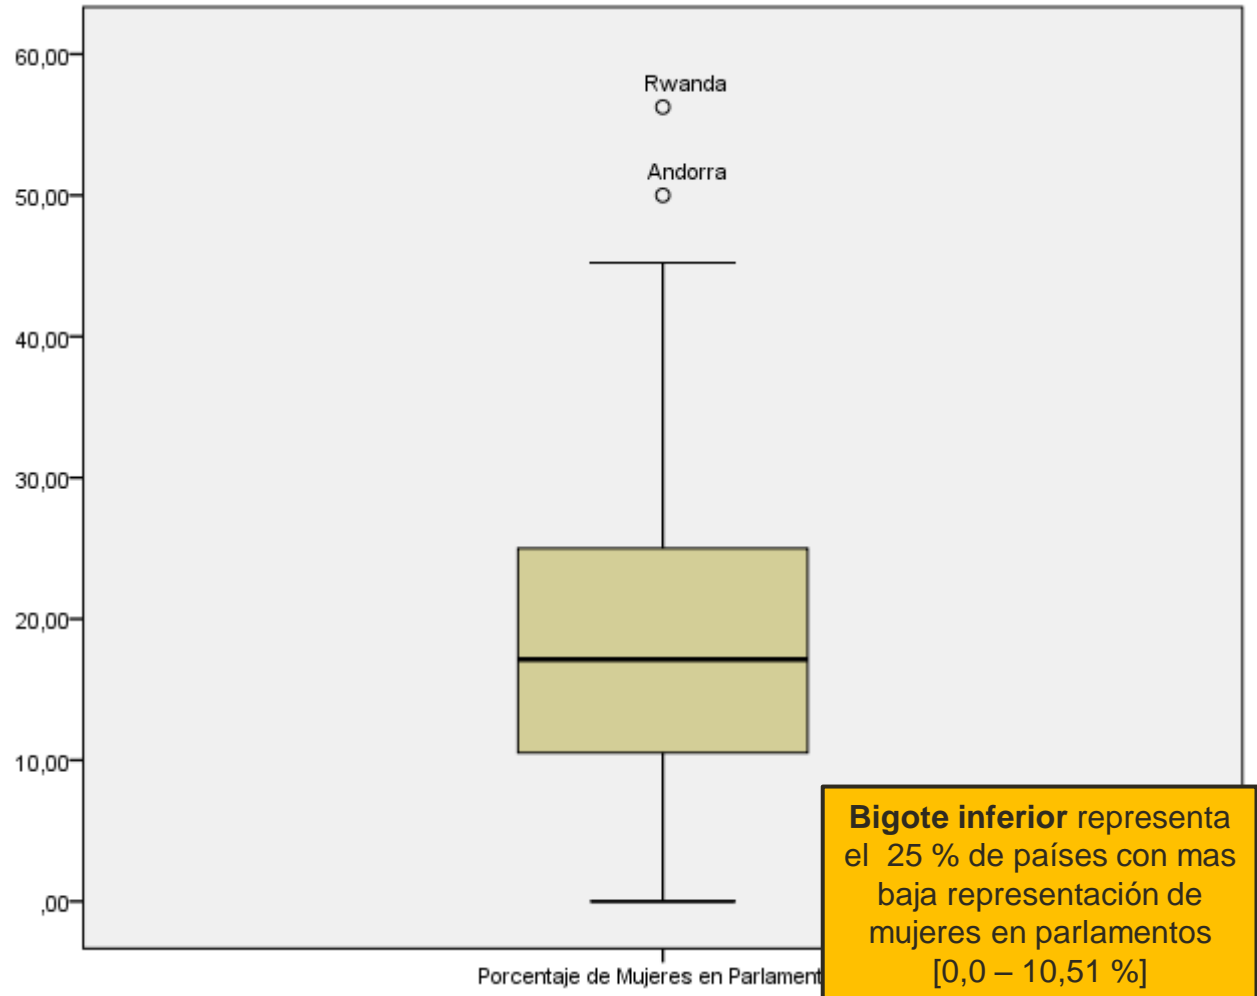 60,00
50,00
40,00
30,00
20,00
10,00
,00
Rwanda
Andorra
Porcentaje de Mujeres en Parlament
Bigote inferior representa
el 25 % de países con mas
baja representación de
mujeres en parlamentos
[0,0 – 10,51 %]